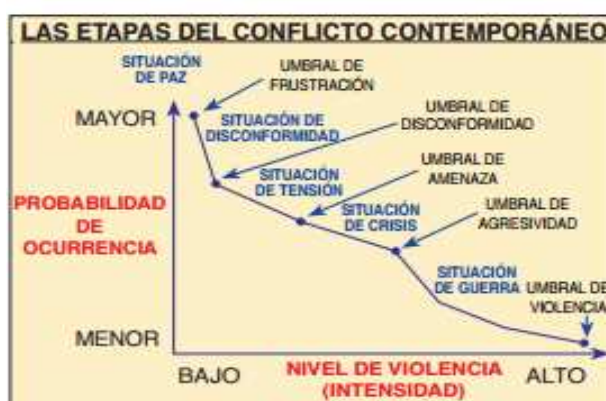 LAS ETAPAS DEL CONFLICTO CONTEMPORÁNEO
SITUACIÓN
DE PAZ
UMBRAL DE
FRUSTRACIÓN
MAYOR
SITUACIÓN DE
DISCONFORMIDAD
UMBRAL DE
DISCONFORMIDAD
SITUACIÓN
DE TENSIÓN
UMBRAL DE
AMENAZA
PROBABILIDAD
DE
OCURRENCIA
SITUACIÓN
DE CRISIS
UMBRAL DE
AGRESIVIDAD
SITUACIÓN
DE GUERRA
UMBRAL DE
VIOLENCIA
MENOR
BAJO
NIVEL DE VIOLENCIA
(INTENSIDAD)
ALTO